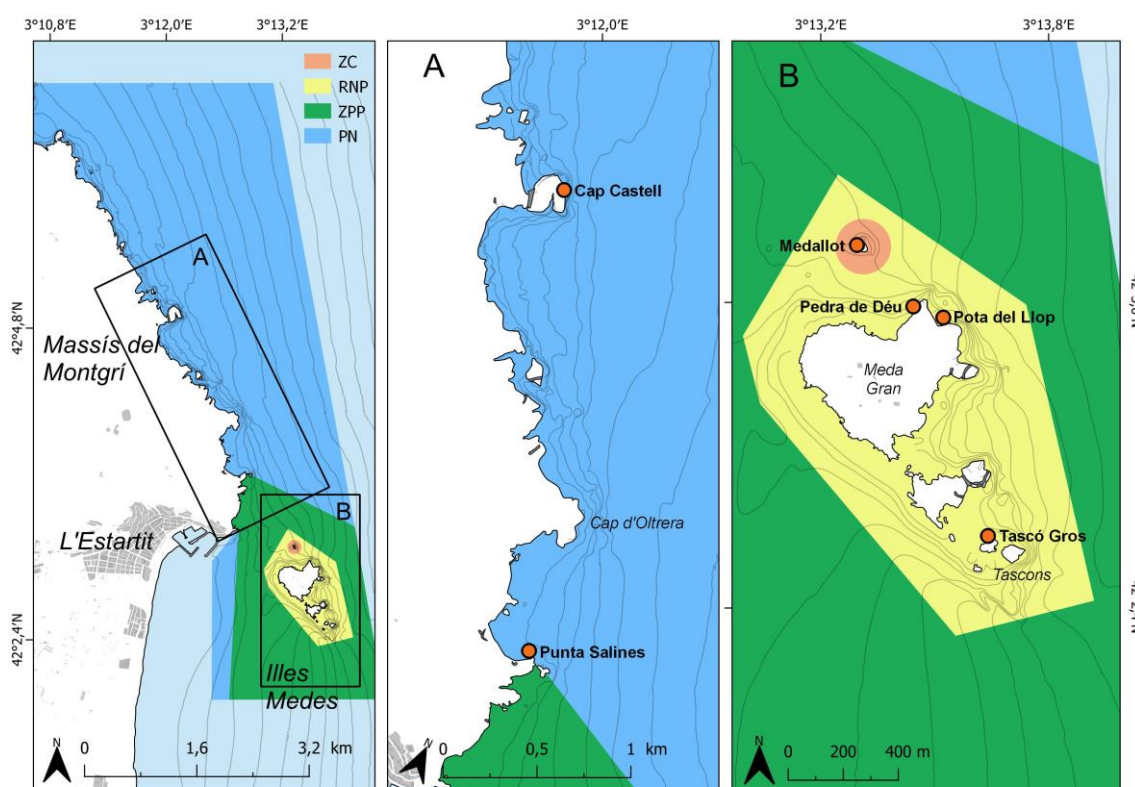 3°10,8'E
3°12,0'E
3°13,2'E
ZC
RNP
ZPP
PN
A
42°4,8'N
Massís del
Montgrí
B
L'Estartit
42°2,4'N
Illes
Medes
N
0
1,6
3,2 km
3°12,0'E
A
Cap Castell
Cap d'Oltrera
Punta Salines
N
0
0,5
1 km
3°13,2'E
3°13,8'E
B
Medallot
Pedra de Déu
Pota del Llop
Meda
Gran
Tascó Gros
Tascons
N
0
200
400 m